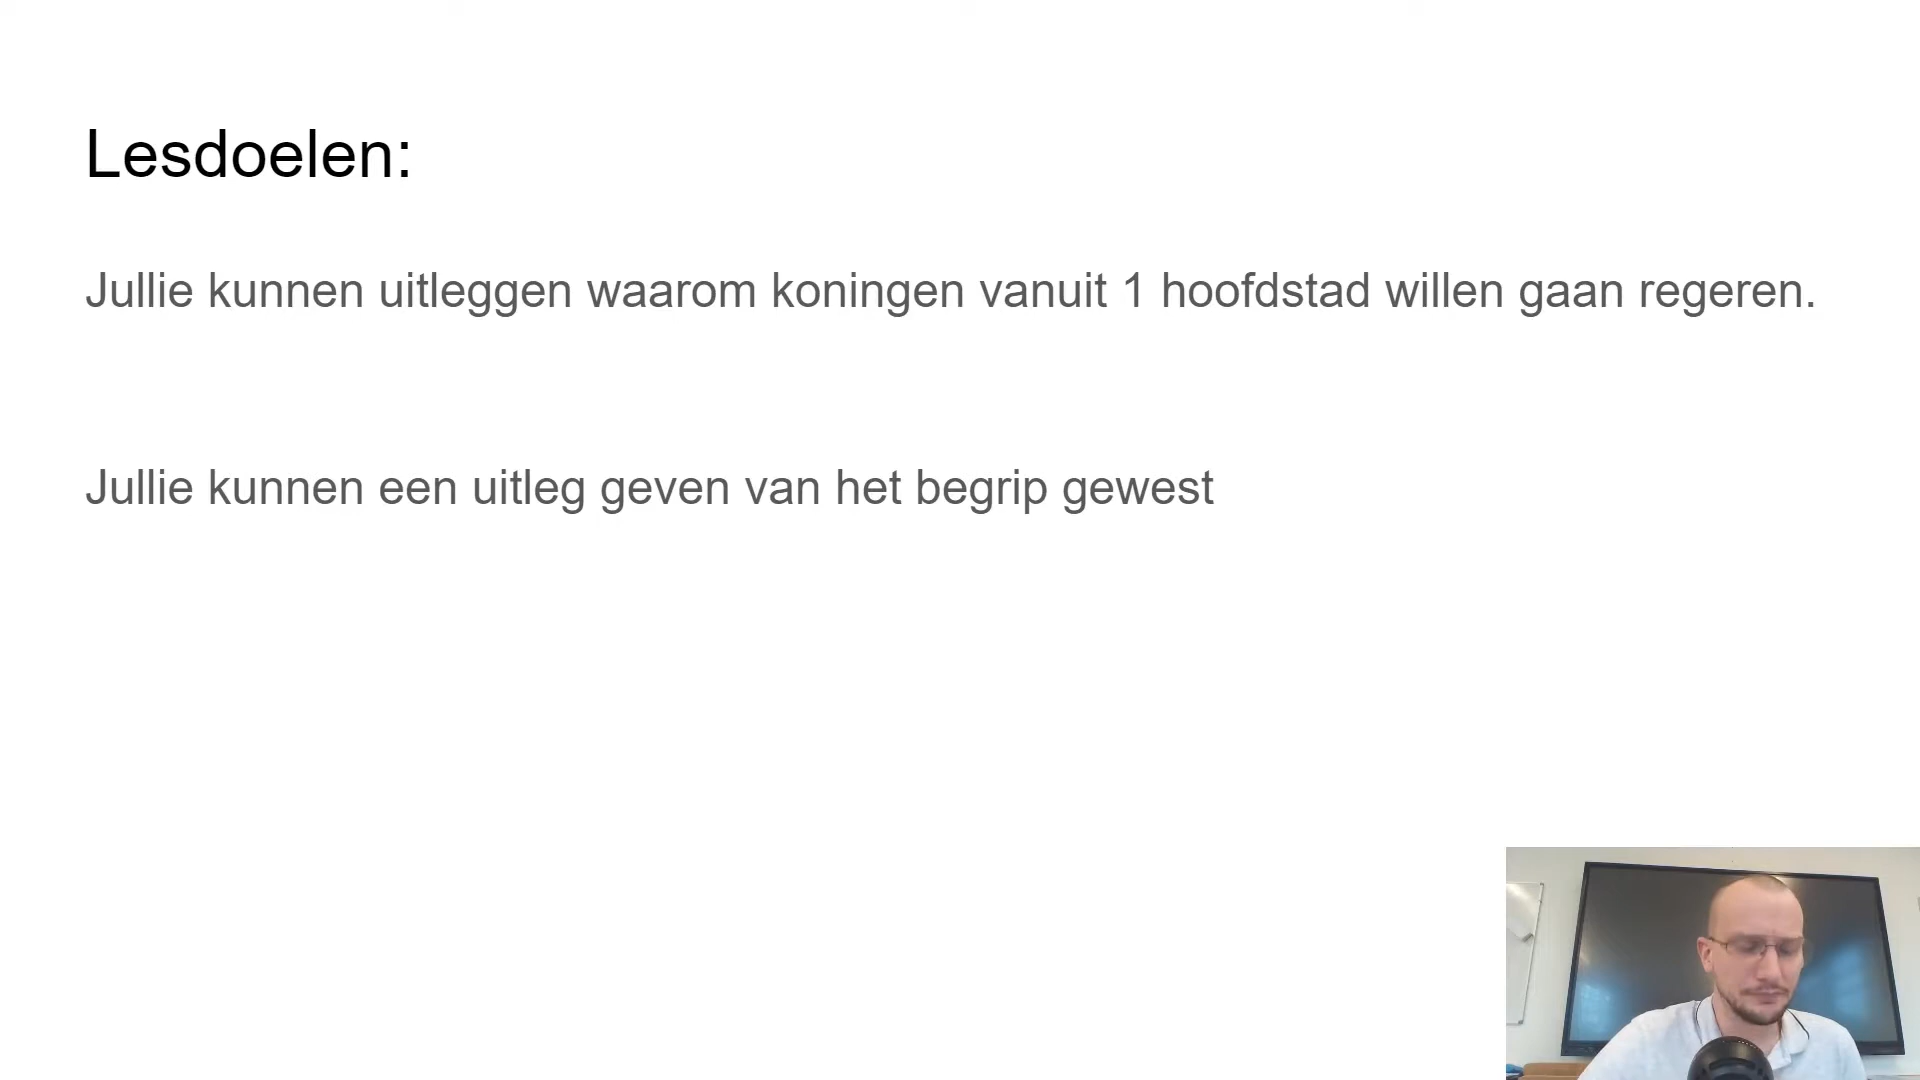 Lesdoelen:
Jullie kunnen uitleggen waarom koningen vanuit 1 hoofdstad willen gaan regeren.
Jullie kunnen een uitleg geven van het begrip gewest